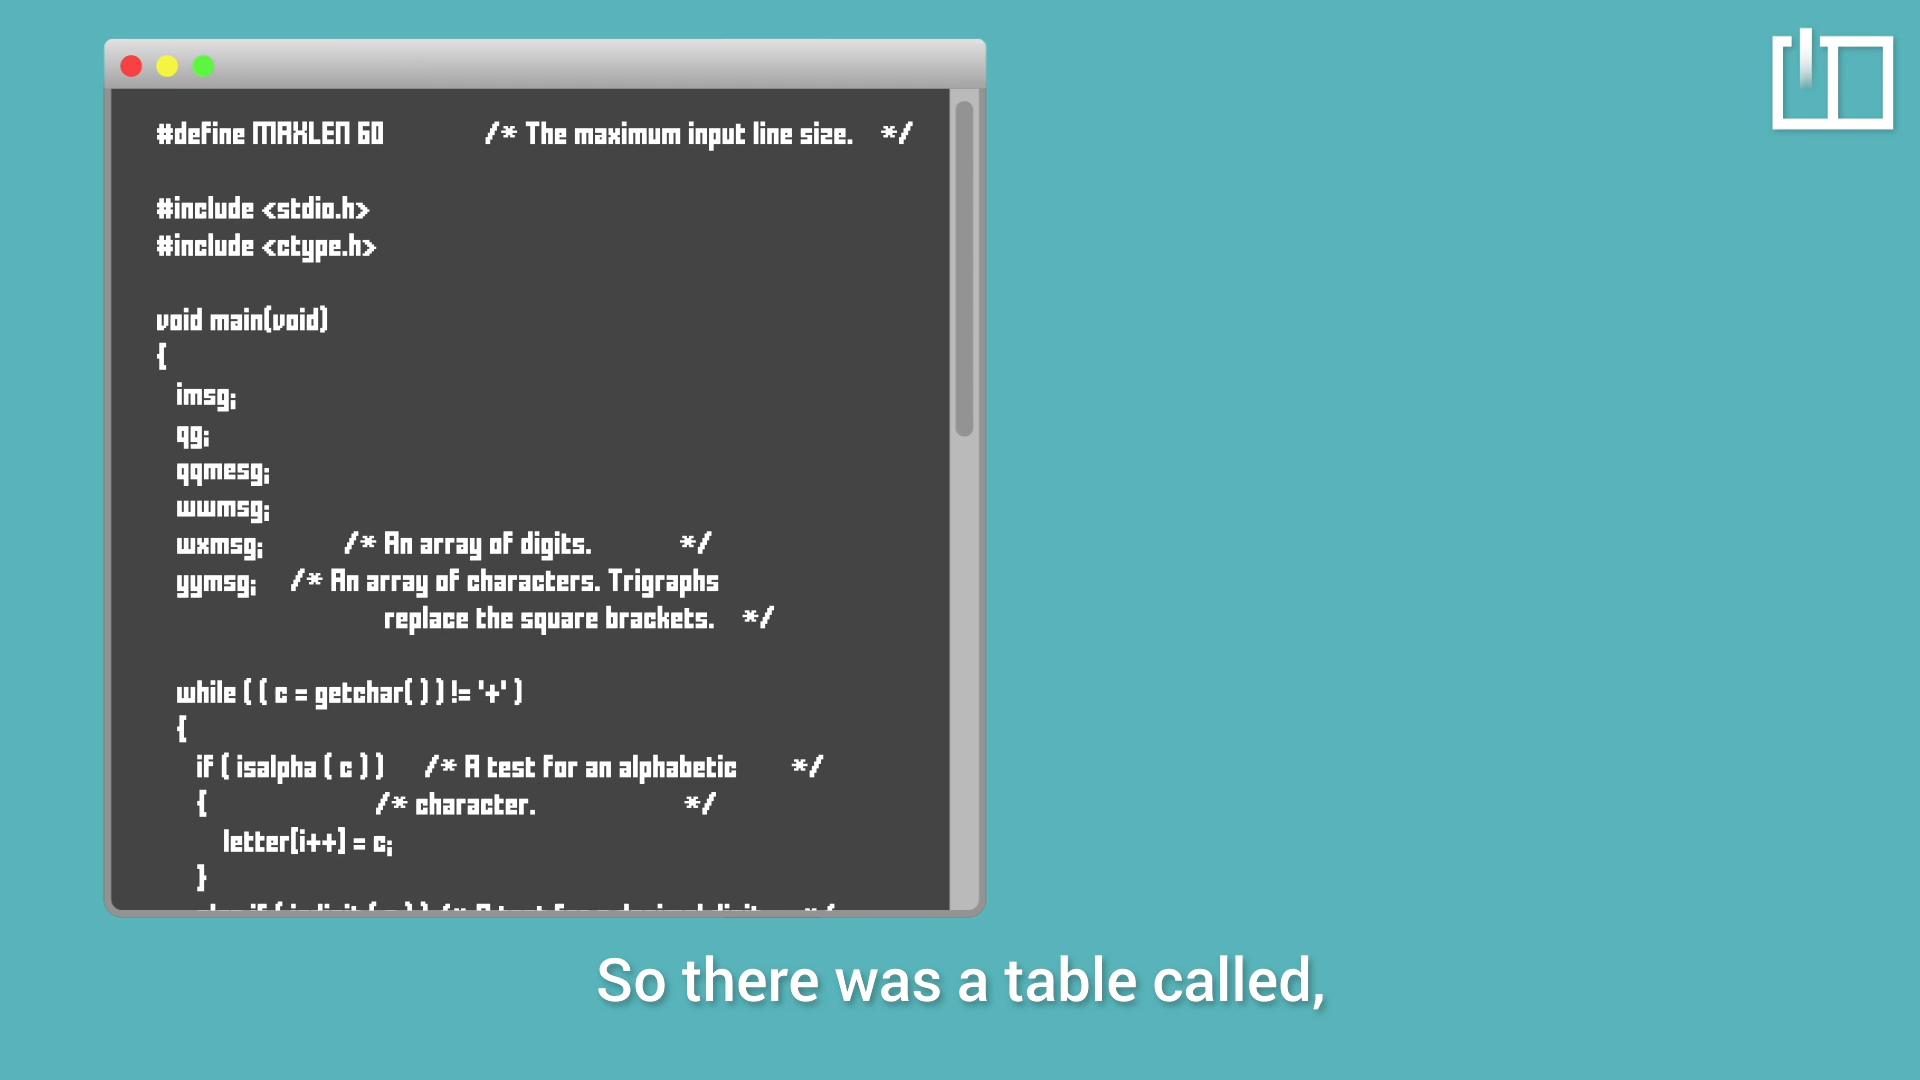 #define MAXLEN 60 /* The maximum input line size. */
#include <stdio.h>
#include <ctype.h>
void main(void)
{
imsg;
qg;
qqmesg;
wwmsg;
wxmsg; /* An array of digits. */
yymsg; /* An array of characters. Trigraphs
replace the square brackets. */
while ( ( c = getchar( ) ) != '+' )
{
if ( isalpha ( c ) ) /* A test for an alphabetic */
{ /* character. */
letter[i++] = c;
}
So there was a table called,